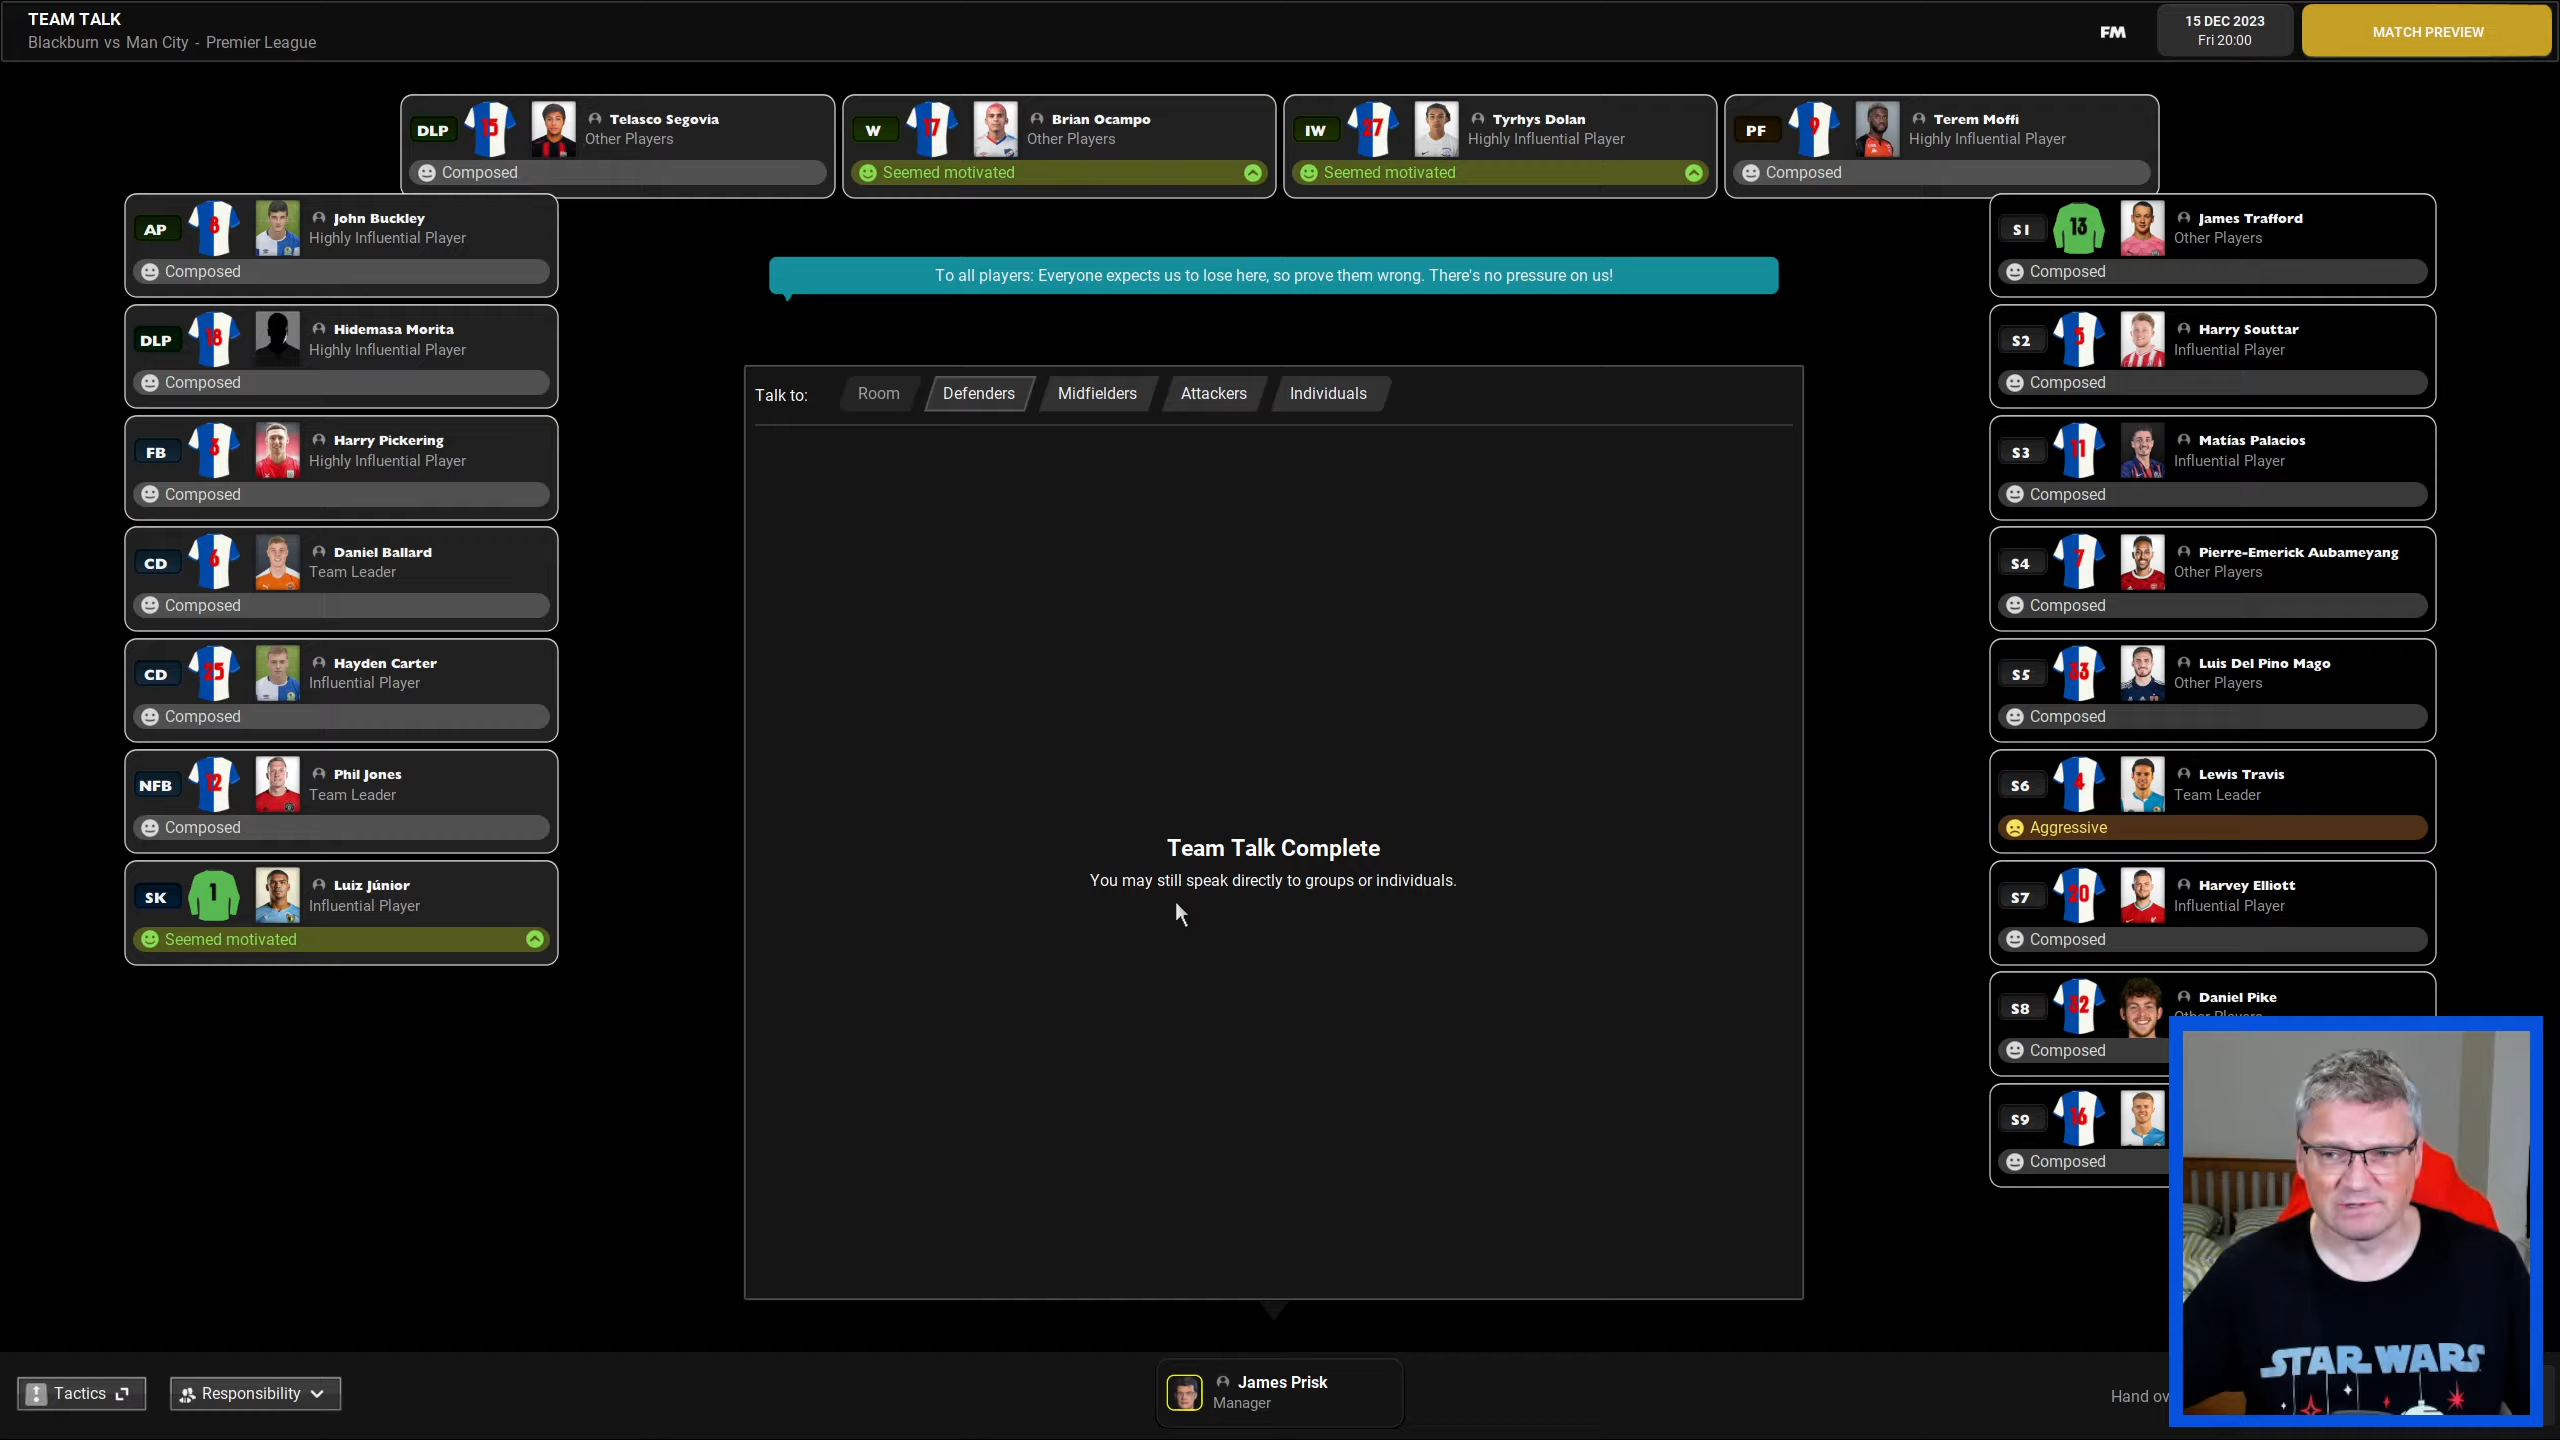 TEAM TALK
Blackburn vs Man City - Premier League
FM
15 DEC 2023
Fri 20:00
MATCH PREVIEW
DLP
15
Telasco Segovia
Other Players
Composed
W
17
Brian Ocampo
Other Players
Seemed motivated
IW
27
Tyrhys Dolan
Highly Influential Player
Seemed motivated
PF
9
Terem Moffi
Highly Influential Player
Composed
AP
8
John Buckley
Highly Influential Player
Composed
DLP
18
Hidemasa Morita
Highly Influential Player
Composed
FB
3
Harry Pickering
Highly Influential Player
Composed
CD
6
Daniel Ballard
Team Leader
Composed
CD
25
Hayden Carter
Influential Player
Composed
NFB
12
Phil Jones
Team Leader
Composed
SK
1
Luiz Júnior
Influential Player
Seemed motivated
To all players: Everyone expects us to lose here, so prove them wrong. There's no pressure on us!
Talk to:
Room
Defenders
Midfielders
Attackers
Individuals
Team Talk Complete
You may still speak directly to groups or individuals.
S1
13
James Trafford
Other Players
Composed
S2
5
Harry Souttar
Influential Player
Composed
S3
11
Matías Palacios
Influential Player
Composed
S4
7
Pierre-Emerick Aubameyang
Other Players
Composed
S5
33
Luis Del Pino Mago
Other Players
Composed
S6
4
Lewis Travis
Team Leader
Aggressive
S7
20
Harvey Elliott
Influential Player
Composed
S8
32
Daniel Pike
Other Players
Composed
S9
16
Composed
STAR WARS
Tactics
Responsibility
James Prisk
Manager
Hand ov